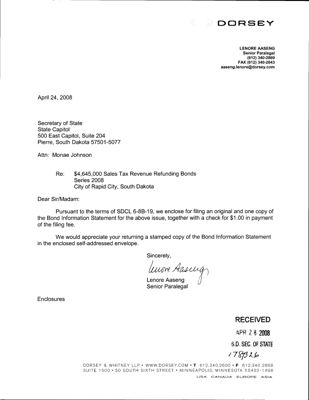 DORSEY
LENORE AASENG
Senior Paralegal
(612) 340-2869
FAX (612) 340-2643
aaseng.lenore@dorsey.com
April 24, 2008
Secretary of State
State Capitol
500 East Capitol, Suite 204
Pierre, South Dakota 57501-5077
Attn: Monae Johnson
Re: $4,645,000 Sales Tax Revenue Refunding Bonds
Series 2008
City of Rapid City, South Dakota
Dear Sir/Madam:
Pursuant to the terms of SDCL 6-8B-19, we enclose for filing an original and one copy of
the Bond Information Statement for the above issue, together with a check for $1.00 in payment
of the filing fee.
We would appreciate your returning a stamped copy of the Bond Information Statement
in the enclosed self-addressed envelope.
Sincerely,
Lenore Aaseng
Lenore Aaseng
Senior Paralegal
Enclosures
RECEIVED
APR 28 2008
S.D. SEC. OF STATE
DORSEY & WHITNEY LLP • WWW.DORSEY.COM • T 612.340.2600 • F 612.340.2868
SUITE 1500 • 50 SOUTH SIXTH STREET • MINNEAPOLIS, MINNESOTA 55402-1498
USA CANADA EUROPE ASIA